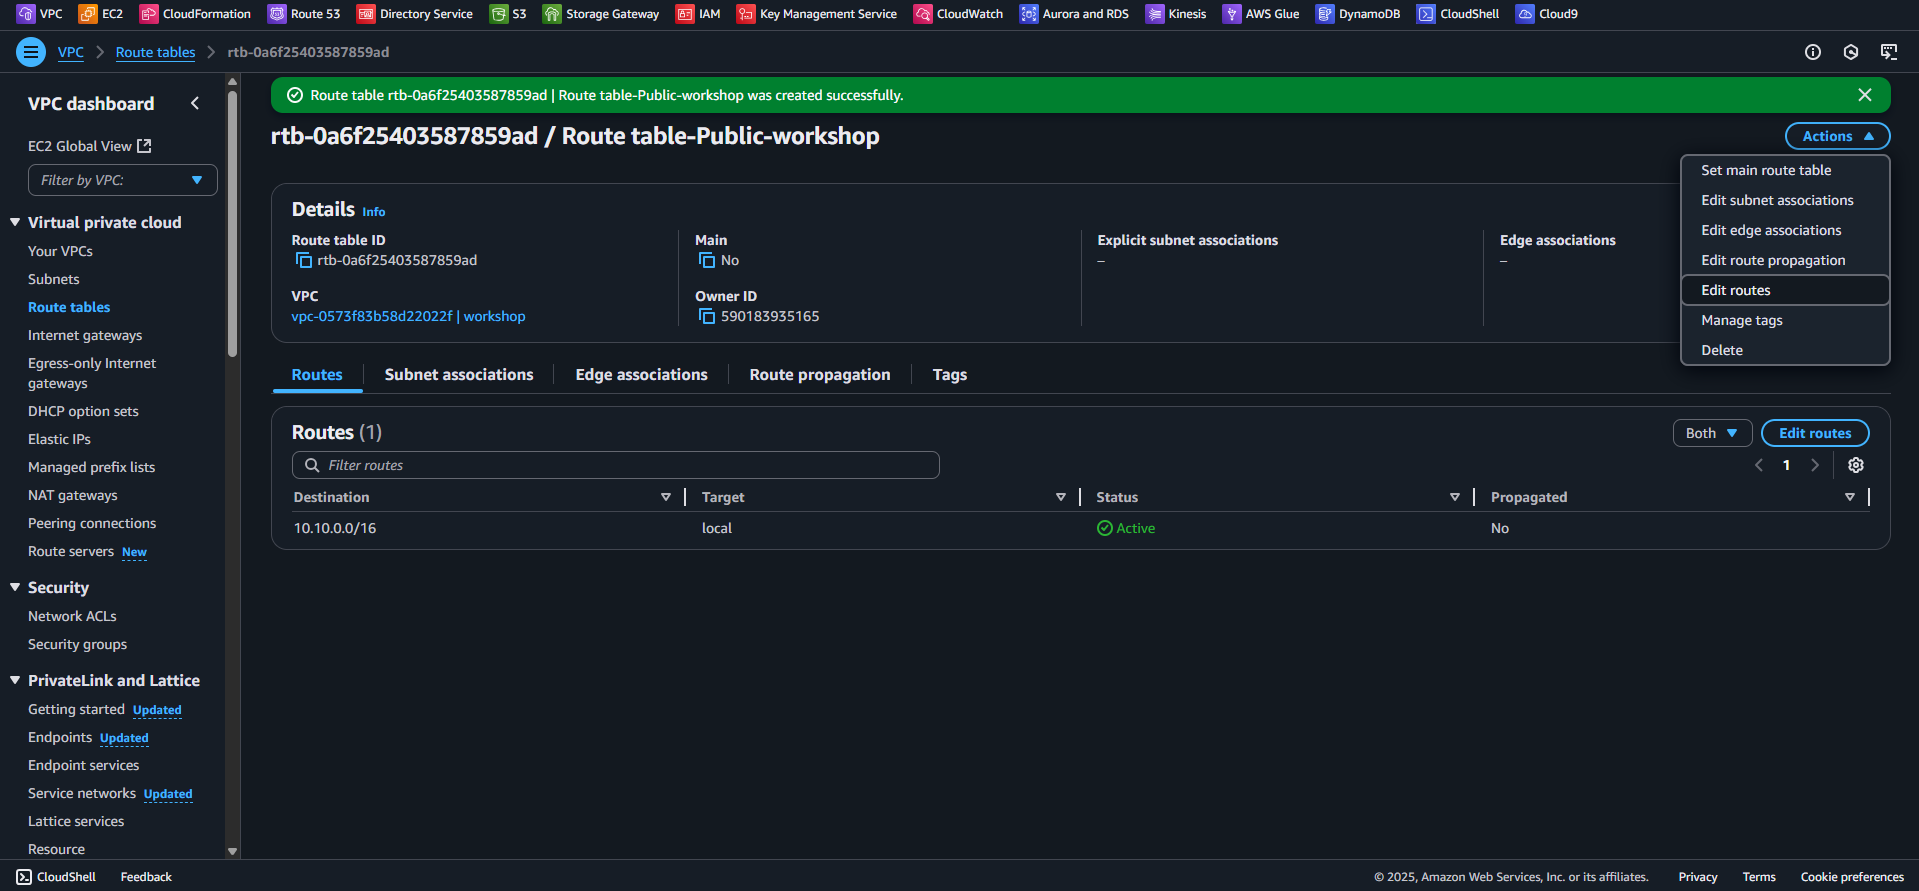 VPC EC2 CloudFormation Route 53 Directory Service S3 Storage Gateway IAM Key Management Service CloudWatch Aurora and RDS Kinesis AWS Glue DynamoDB CloudShell Cloud9
VPC Route tables rtb-0a6f25403587859ad
VPC dashboard
EC2 Global View
Filter by VPC:
Virtual private cloud
Your VPCs
Subnets
Route tables
Internet gateways
Egress-only Internet
gateways
DHCP option sets
Elastic IPs
Managed prefix lists
NAT gateways
Peering connections
Route servers New
Security
Network ACLs
Security groups
PrivateLink and Lattice
Getting started Updated
Endpoints Updated
Endpoint services
Service networks Updated
Lattice services
Resource
Route table rtb-0a6f25403587859ad | Route table-Public-workshop was created successfully.
rtb-0a6f25403587859ad / Route table-Public-workshop
Actions
Set main route table
Edit subnet associations
Edit edge associations
Edit route propagation
Edit routes
Manage tags
Delete
Details Info
Route table ID
rtb-0a6f25403587859ad
Main
No
Explicit subnet associations
–
Edge associations
–
VPC
vpc-0573f83b58d22022f | workshop
Owner ID
590183935165
Routes Subnet associations Edge associations Route propagation Tags
Routes (1)
Both Edit routes
Filter routes
1
Destination Target Status Propagated
10.10.0.0/16 local Active No
CloudShell Feedback © 2025, Amazon Web Services, Inc. or its affiliates. Privacy Terms Cookie preferences